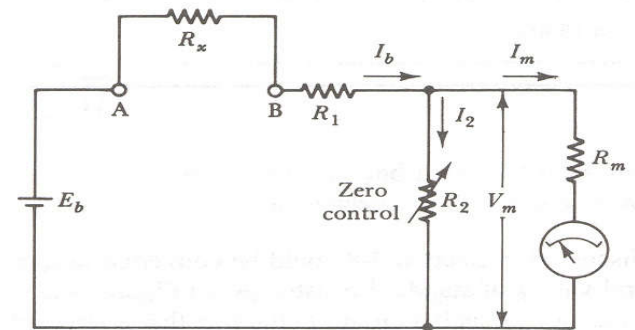 R_x
A
B
R_1
I_b
I_m
I_2
E_b
Zero
control
R_2
V_m
R_m